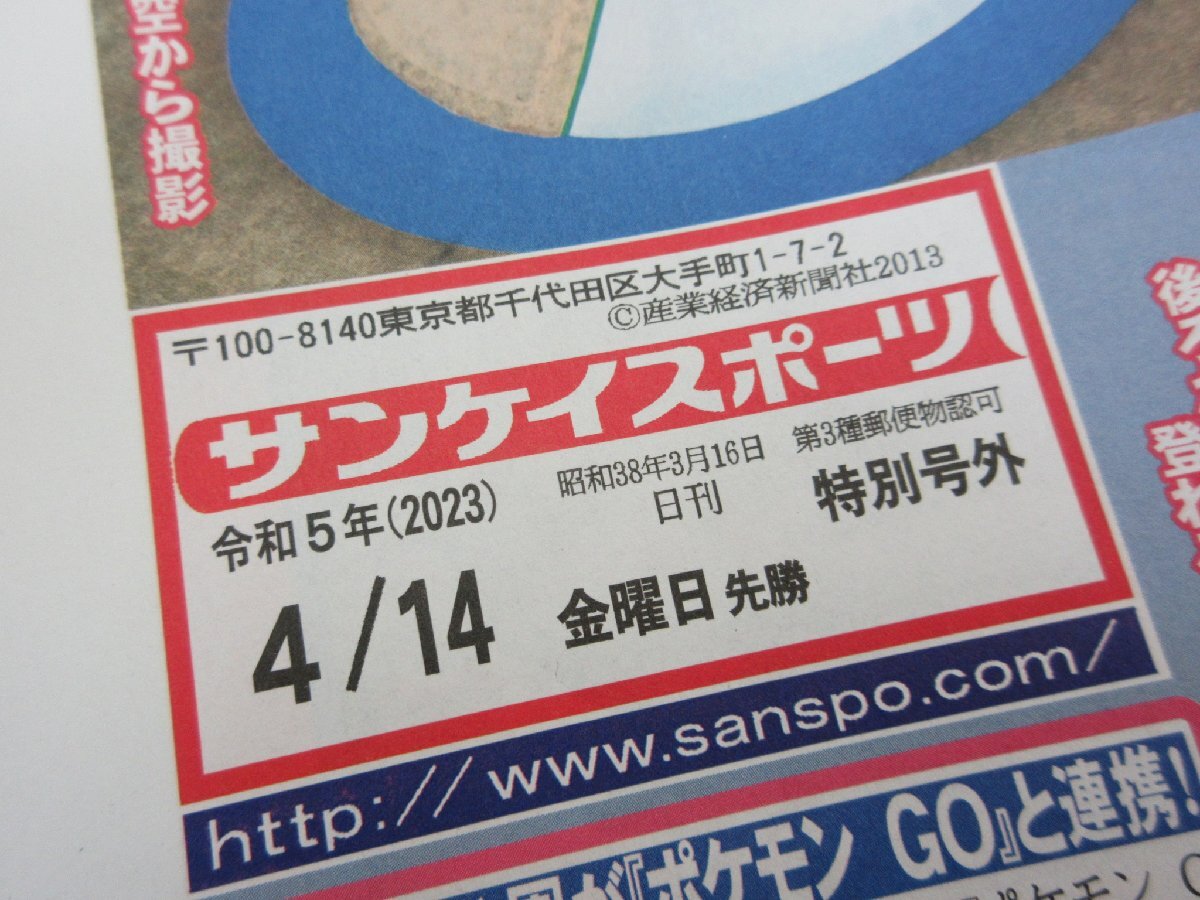 空から撮影
〒100-8140東京都千代田区大手町1-7-2
©産業経済新聞社2013
サンケイスポーツ
令和5年(2023)
昭和38年3月16日 第3種郵便物認可
日刊
特別号外
4/14 金曜日 先勝
http://www.sanspo.com/
『ポケモン GO』と連携!
ポケモン